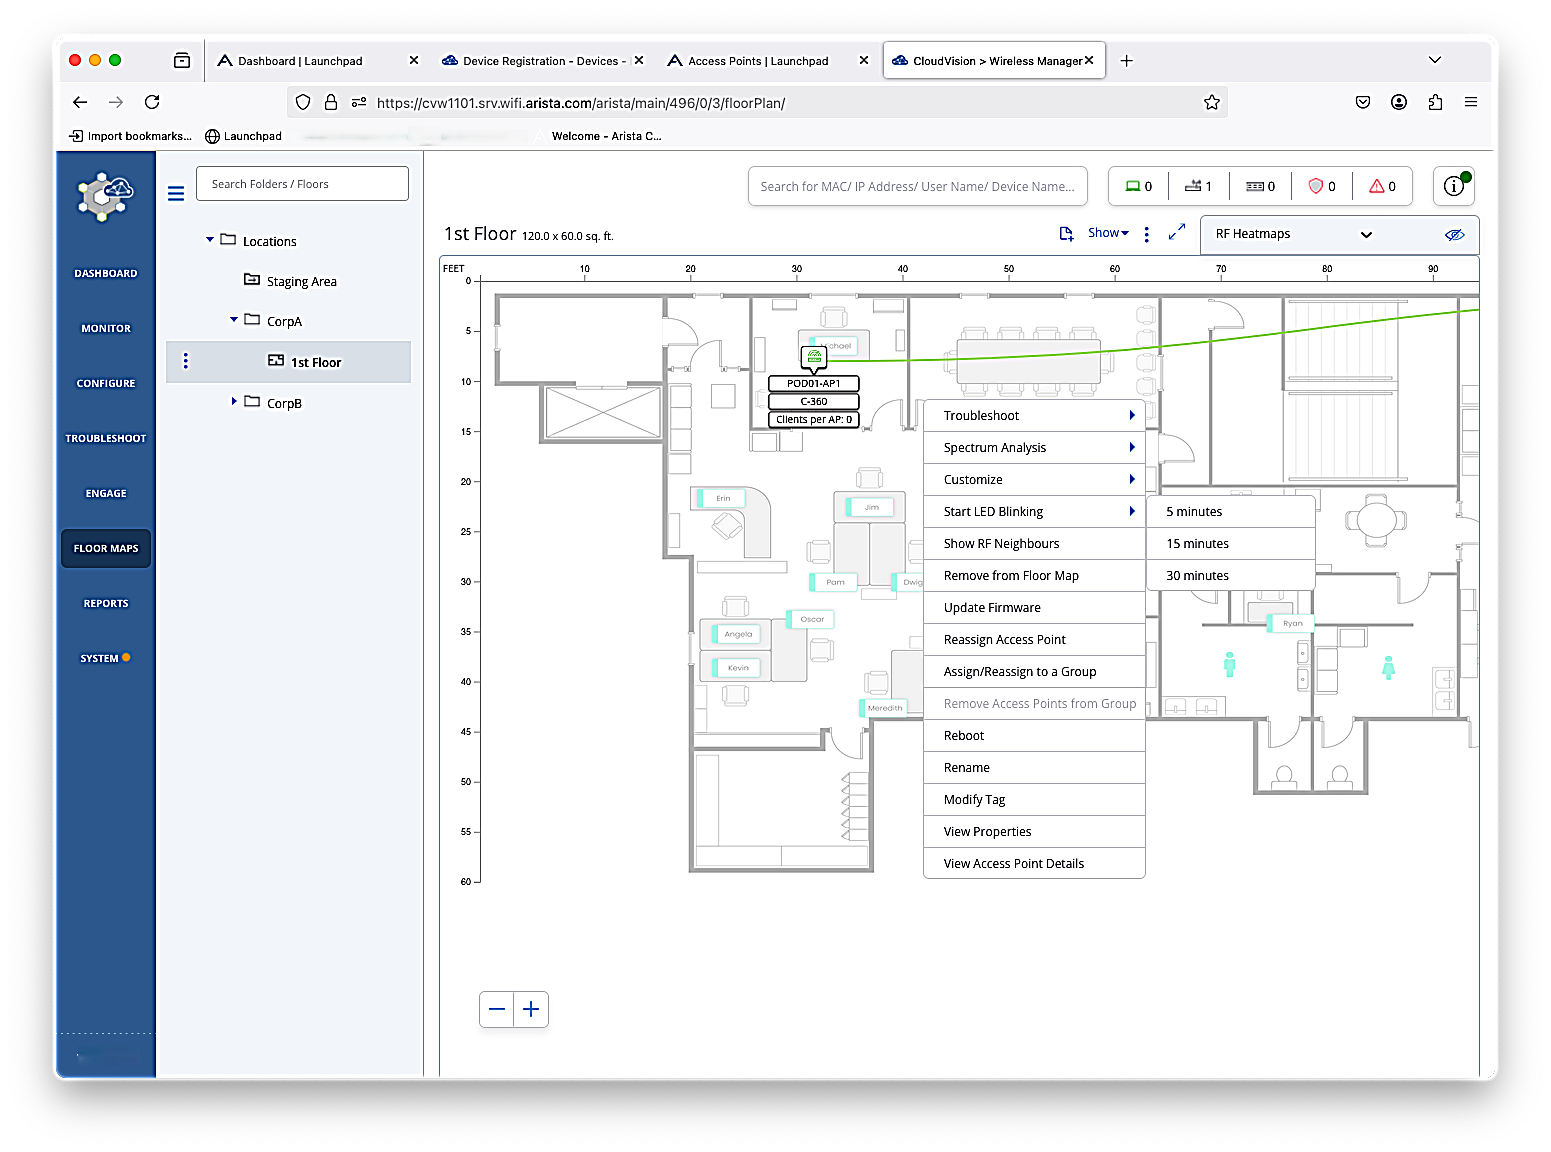 Dashboard | Launchpad
Device Registration - Devices -
Access Points | Launchpad
CloudVision > Wireless Manager
https://cvw1101.srv.wifi.arista.com/arista/main/496/0/3/floorPlan/
Import bookmarks...
Launchpad
Welcome - Arista C...
Search Folders / Floors
Search for MAC/ IP Address/ User Name/ Device Name...
0
1
0
0
0
DASHBOARD
MONITOR
CONFIGURE
TROUBLESHOOT
ENGAGE
FLOOR MAPS
REPORTS
SYSTEM
Locations
Staging Area
CorpA
1st Floor
CorpB
1st Floor 120.0 x 60.0 sq. ft.
Show
RF Heatmaps
FEET
10
20
30
40
50
60
70
80
90
0
5
10
15
20
25
30
35
40
45
50
55
60
POD01-AP1
C-360
Clients per AP: 0
Erin
Jim
Pam
Oscar
Angela
Kevin
Meredith
Ryan
Troubleshoot
Spectrum Analysis
Customize
Start LED Blinking
Show RF Neighbours
Remove from Floor Map
Update Firmware
Reassign Access Point
Assign/Reassign to a Group
Remove Access Points from Group
Reboot
Rename
Modify Tag
View Properties
View Access Point Details
5 minutes
15 minutes
30 minutes